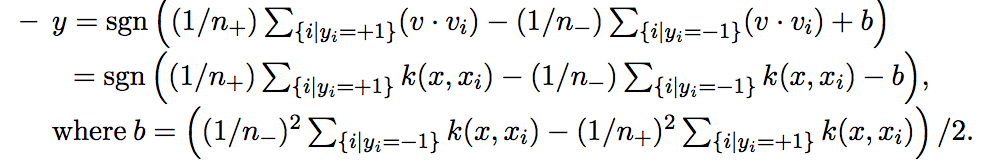 – y = sgn ((1/n₊) ∑_{i|yᵢ=+1}(v · vᵢ) − (1/n₋) ∑_{i|yᵢ=−1}(v · vᵢ) + b)
= sgn ((1/n₊) ∑_{i|yᵢ=+1} k(x, xᵢ) − (1/n₋) ∑_{i|yᵢ=−1} k(x, xᵢ) − b),
where b = ((1/n₋)² ∑_{i|yᵢ=−1} k(x, xᵢ) − (1/n₊)² ∑_{i|yᵢ=+1} k(x, xᵢ)) /2.